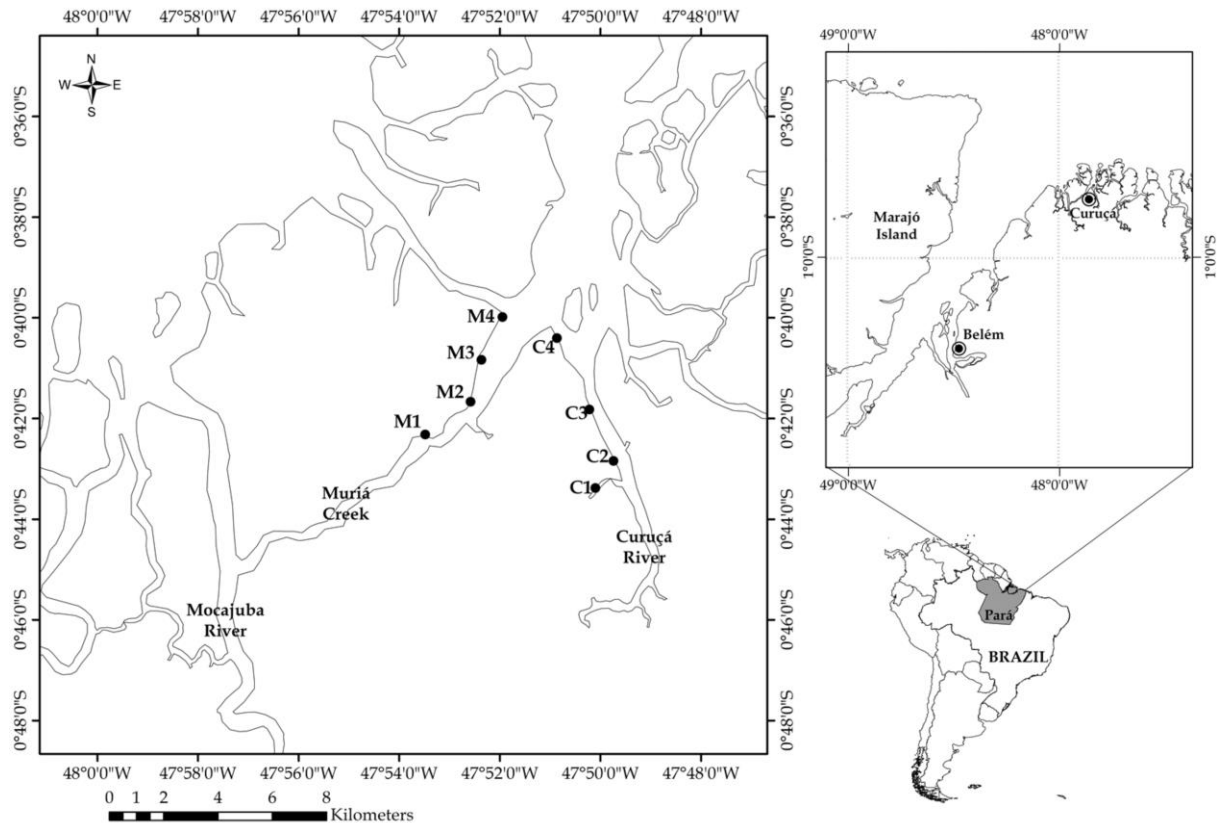 48°0'0"W 47°58'0"W 47°56'0"W 47°54'0"W 47°52'0"W 47°50'0"W 47°48'0"W
N
W E
S
0°36'0"S
0°38'0"S
0°40'0"S
0°42'0"S
0°44'0"S
0°46'0"S
0°48'0"S
M4
C4
M3
M2
M1
C3
C2
C1
Muriá
Creek
Curuçá
River
Mocajuba
River
0°36'0"S
0°38'0"S
0°40'0"S
0°42'0"S
0°44'0"S
0°46'0"S
0°48'0"S
48°0'0"W 47°58'0"W 47°56'0"W 47°54'0"W 47°52'0"W 47°50'0"W 47°48'0"W
0 1 2 4 6 8
Kilometers
49°0'0"W 48°0'0"W
Marajó
Island
Curuçá
1°0'0"S
1°0'0"S
Belém
49°0'0"W 48°0'0"W
Pará
BRAZIL